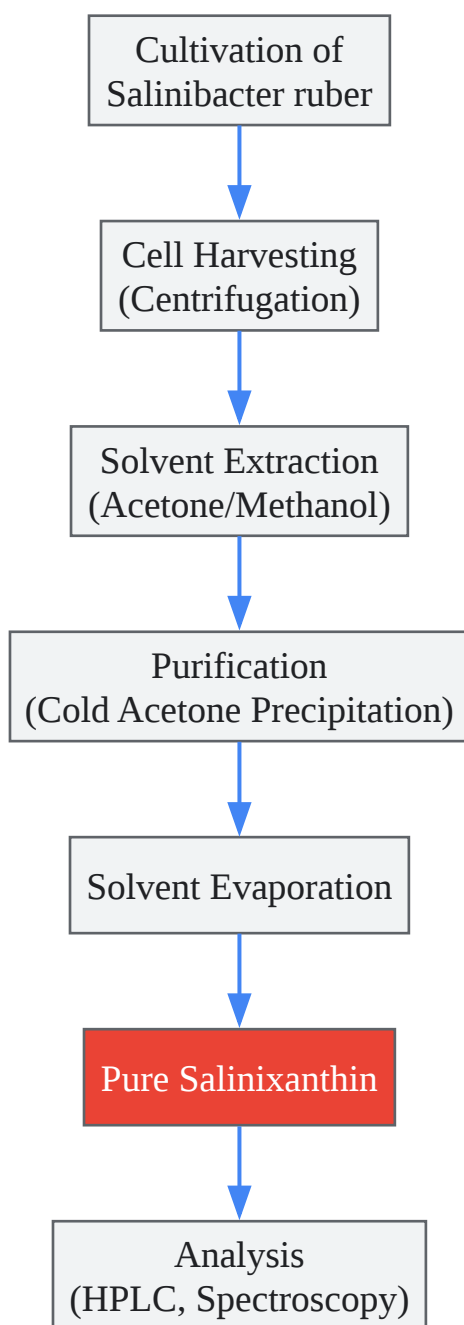 Cultivation of
Salinibacter ruber
Cell Harvesting
(Centrifugation)
Solvent Extraction
(Acetone/Methanol)
Purification
(Cold Acetone Precipitation)
Solvent Evaporation
Pure Salinixanthin
Analysis
(HPLC, Spectroscopy)